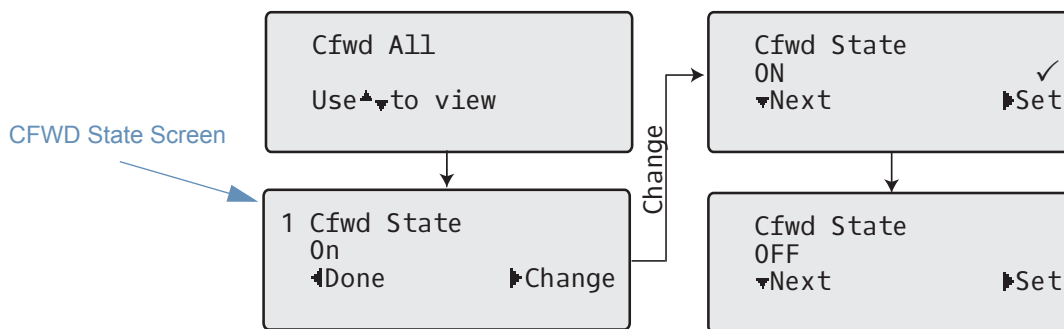 Cfwd All
Use▲▼to view
CFWD State Screen
1 Cfwd State
On
◀Done ▶Change
Change
Cfwd State
ON ✓
▼Next ▶Set
Cfwd State
OFF
▼Next ▶Set